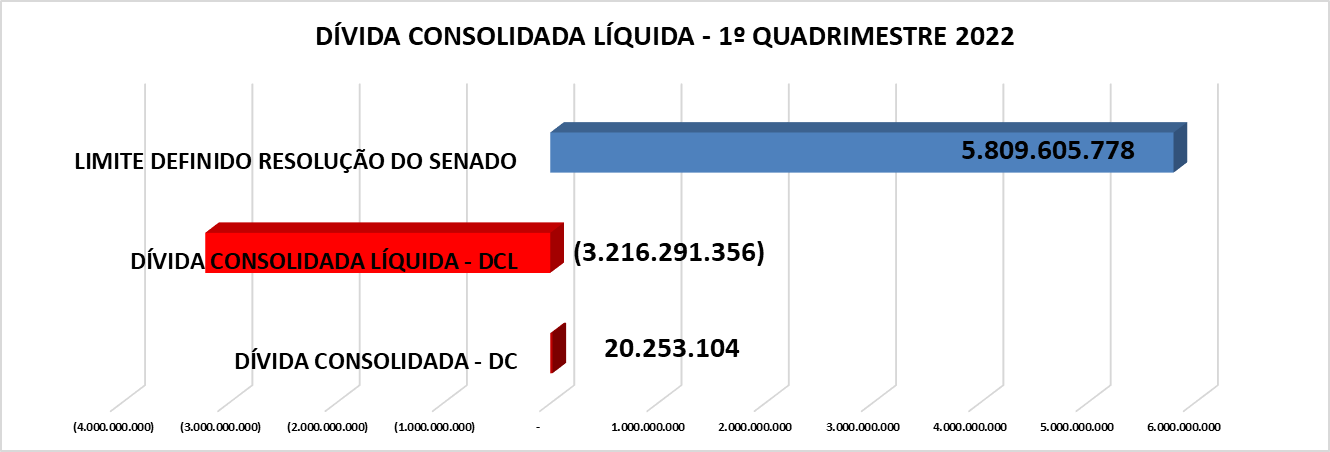 DÍVIDA CONSOLIDADA LÍQUIDA - 1º QUADRIMESTRE 2022
LIMITE DEFINIDO RESOLUÇÃO DO SENADO
5.809.605.778
DÍVIDA CONSOLIDADA LÍQUIDA - DCL
(3.216.291.356)
DÍVIDA CONSOLIDADA - DC
20.253.104
(4.000.000.000) (3.000.000.000) (2.000.000.000) (1.000.000.000) - 1.000.000.000 2.000.000.000 3.000.000.000 4.000.000.000 5.000.000.000 6.000.000.000